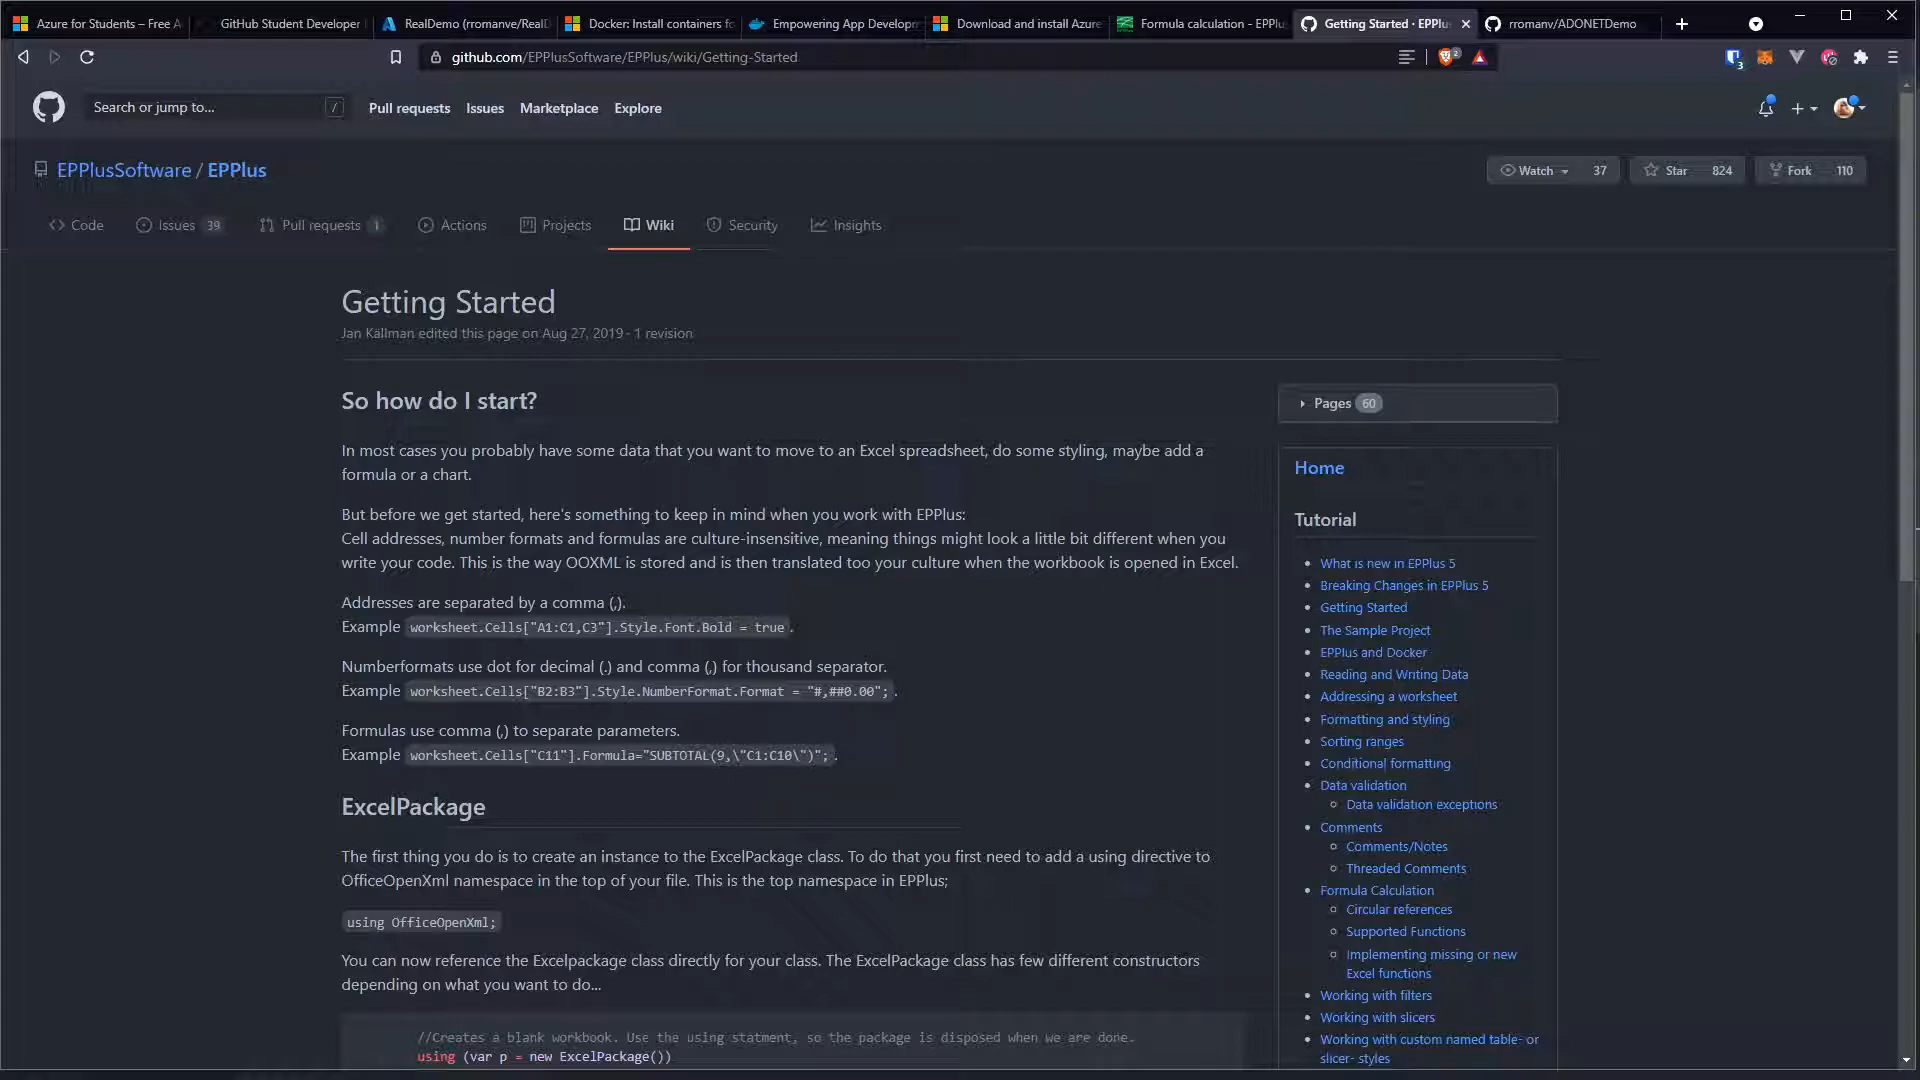 Azure for Students – Free A
GitHub Student Developer
RealDemo (rromanve/RealD
Docker: Install containers fo
Empowering App Developm
Download and install Azure
Formula calculation - EPPlu
Getting Started · EPPlu
rromanv/ADONETDemo
github.com/EPPlusSoftware/EPPlus/wiki/Getting-Started
2
3
Search or jump to...
/
Pull requests
Issues
Marketplace
Explore
EPPlusSoftware / EPPlus
Watch 37
Star 824
Fork 110
Code
Issues 39
Pull requests 1
Actions
Projects
Wiki
Security
Insights
Getting Started
Jan Källman edited this page on Aug 27, 2019 · 1 revision
So how do I start?
In most cases you probably have some data that you want to move to an Excel spreadsheet, do some styling, maybe add a
formula or a chart.
But before we get started, here's something to keep in mind when you work with EPPlus:
Cell addresses, number formats and formulas are culture-insensitive, meaning things might look a little bit different when you
write your code. This is the way OOXML is stored and is then translated too your culture when the workbook is opened in Excel.
Addresses are separated by a comma (,).
Example worksheet.Cells["A1:C1,C3"].Style.Font.Bold = true.
Numberformats use dot for decimal (.) and comma (,) for thousand separator.
Example worksheet.Cells["B2:B3"].Style.NumberFormat.Format = "#,##0.00";.
Formulas use comma (,) to separate parameters.
Example worksheet.Cells["C11"].Formula="SUBTOTAL(9,\"C1:C10\")";.
ExcelPackage
The first thing you do is to create an instance to the ExcelPackage class. To do that you first need to add a using directive to
OfficeOpenXml namespace in the top of your file. This is the top namespace in EPPlus;
using OfficeOpenXml;
You can now reference the Excelpackage class directly for your class. The ExcelPackage class has few different constructors
depending on what you want to do...
//Creates a blank workbook. Use the using statment, so the package is disposed when we are done.
using (var p = new ExcelPackage())
Pages 60
Home
Tutorial
What is new in EPPlus 5
Breaking Changes in EPPlus 5
Getting Started
The Sample Project
EPPlus and Docker
Reading and Writing Data
Addressing a worksheet
Formatting and styling
Sorting ranges
Conditional formatting
Data validation
Data validation exceptions
Comments
Comments/Notes
Threaded Comments
Formula Calculation
Circular references
Supported Functions
Implementing missing or new
Excel functions
Working with filters
Working with slicers
Working with custom named table- or
slicer- styles